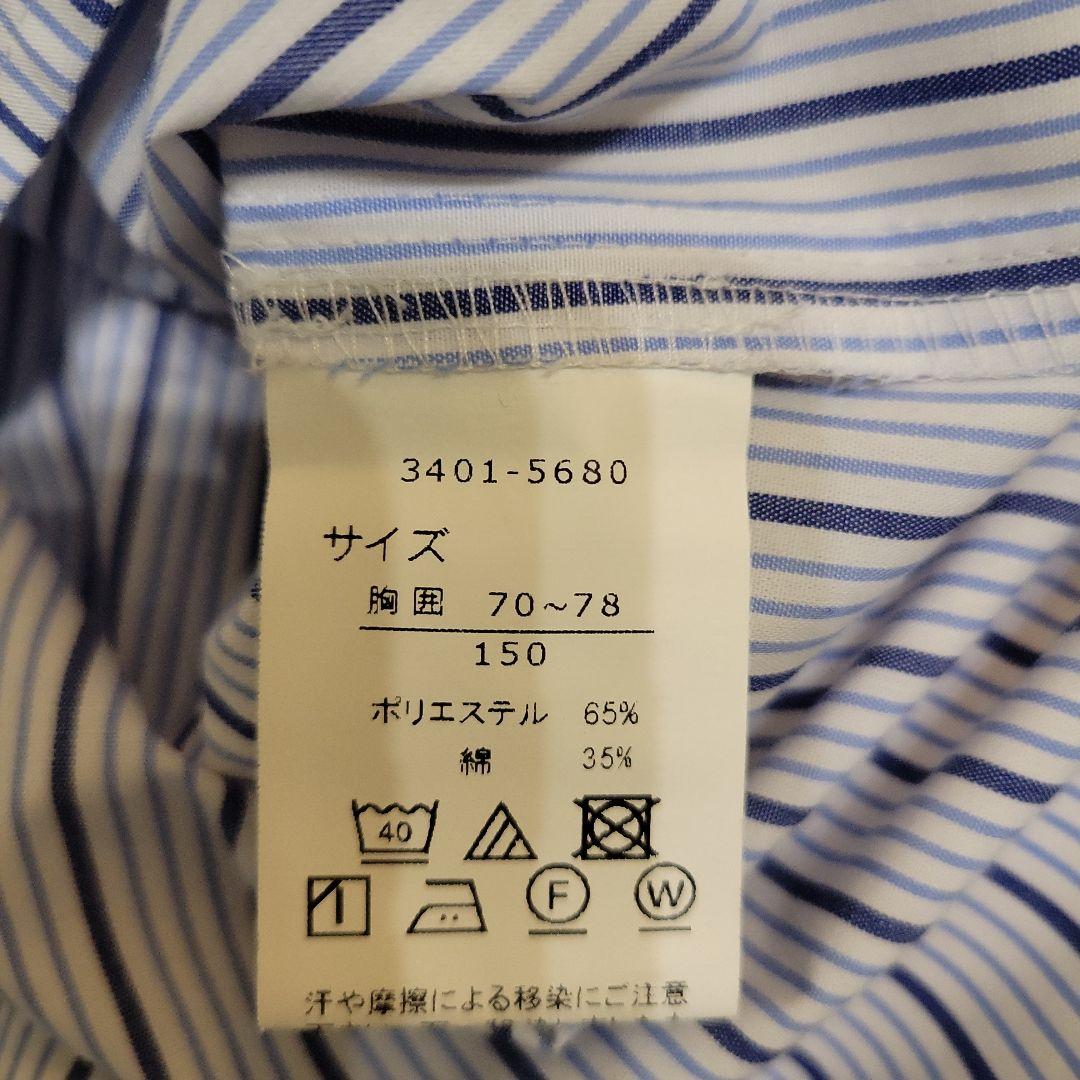 3401-5680
サイズ
胸囲 70~78
150
ポリエステル 65%
綿 35%
40
F W
汗や摩擦による移染にご注意